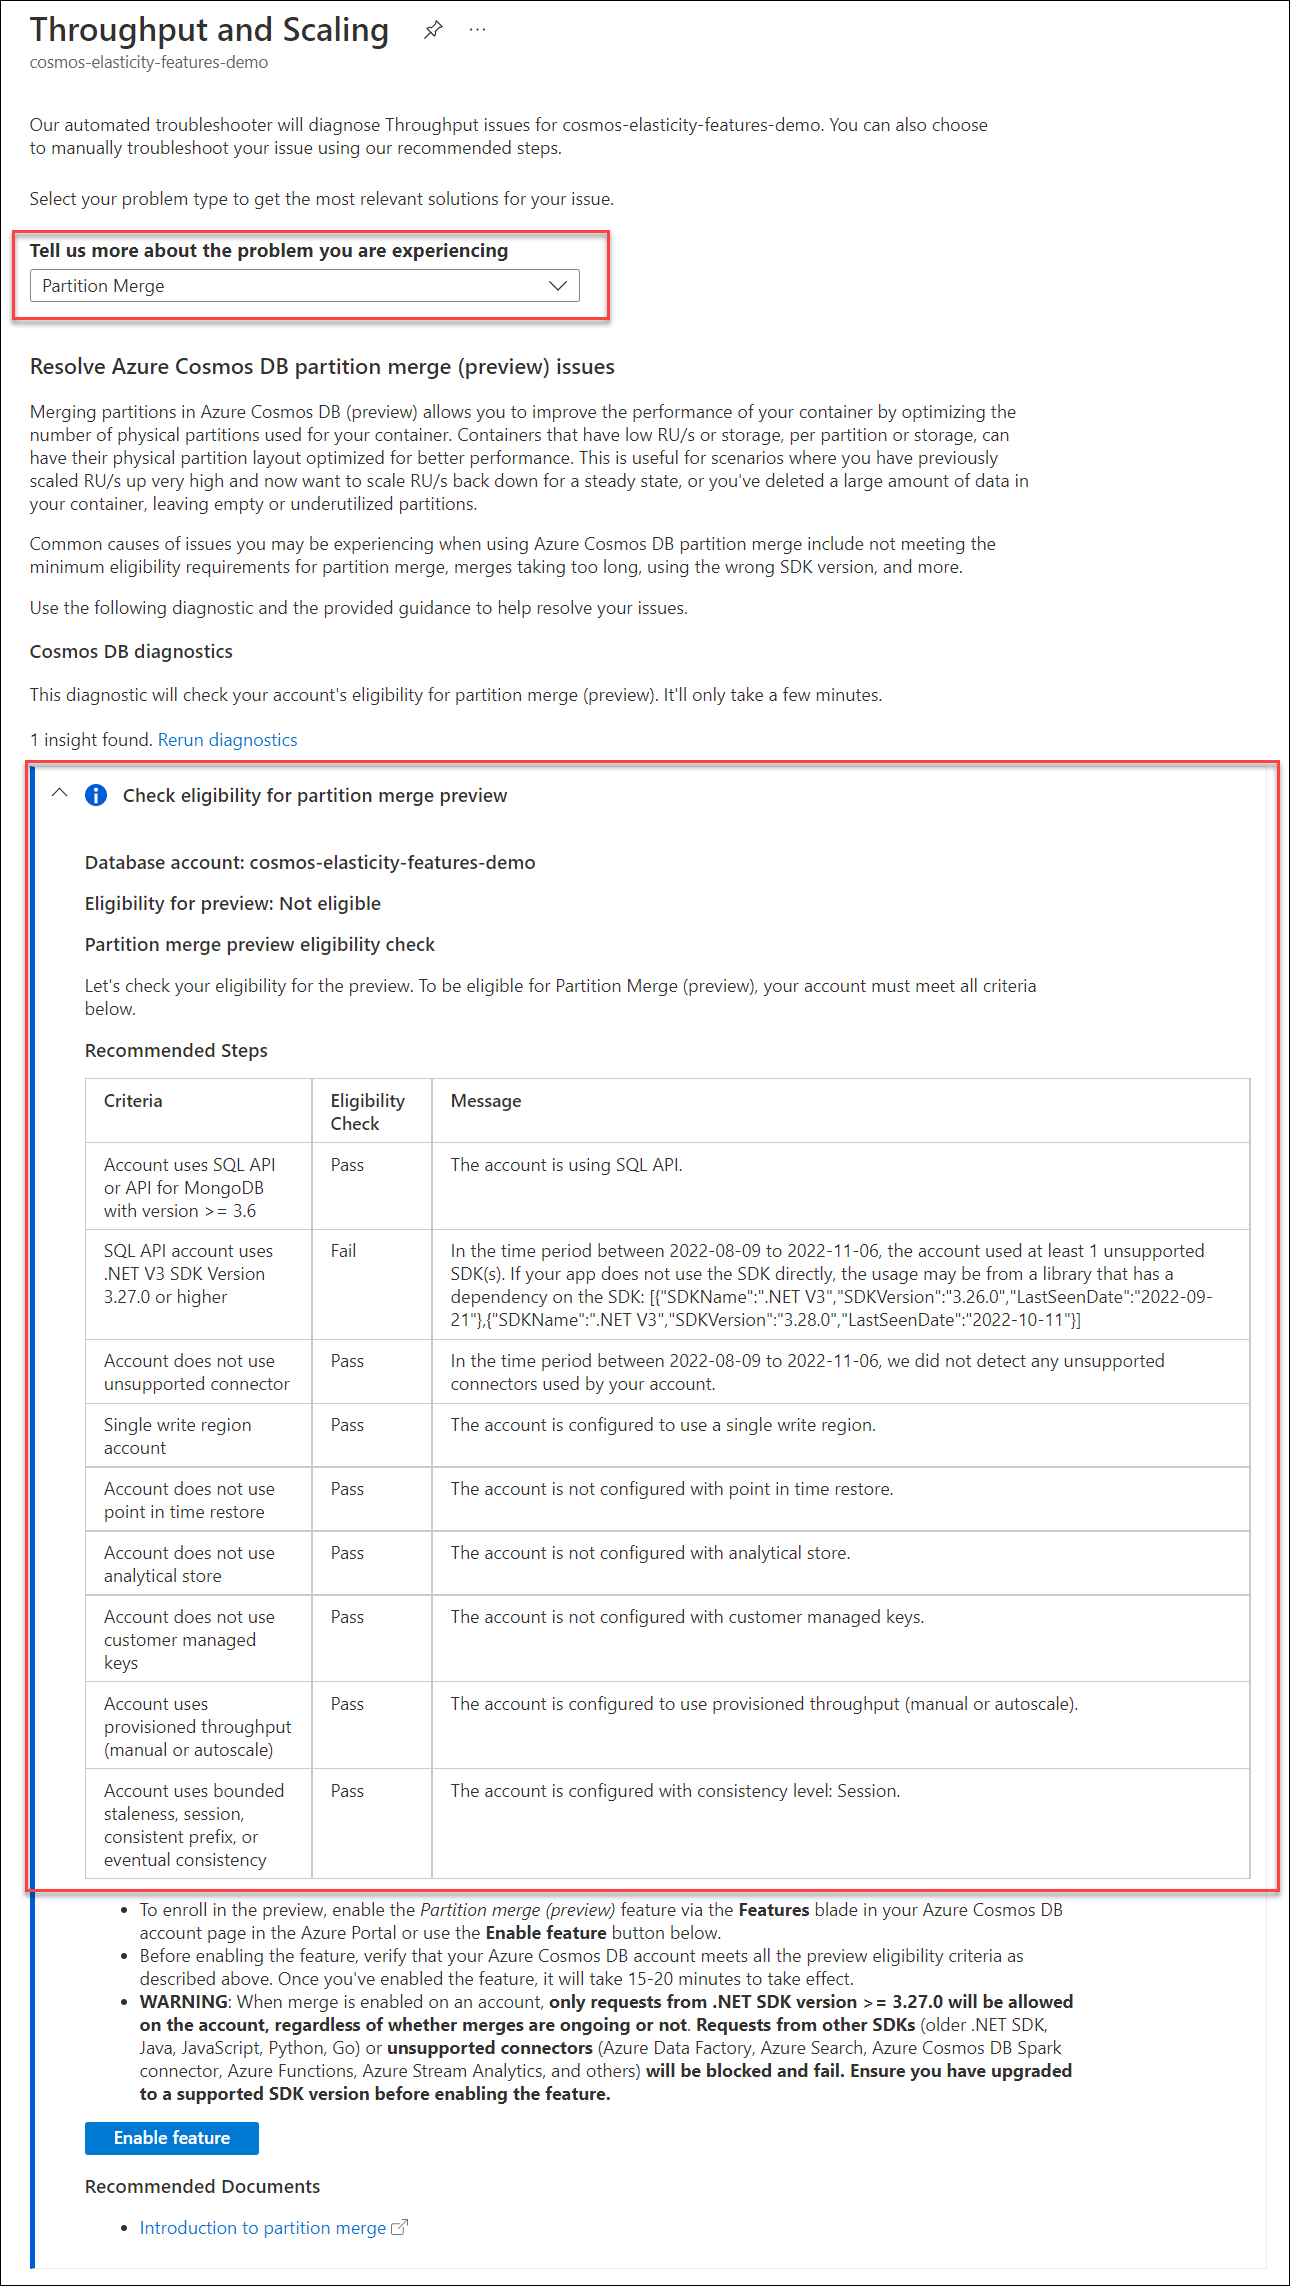 Throughput and Scaling
cosmos-elasticity-features-demo
Our automated troubleshooter will diagnose Throughput issues for cosmos-elasticity-features-demo. You can also choose
to manually troubleshoot your issue using our recommended steps.
Select your problem type to get the most relevant solutions for your issue.
Tell us more about the problem you are experiencing
Partition Merge
Resolve Azure Cosmos DB partition merge (preview) issues
Merging partitions in Azure Cosmos DB (preview) allows you to improve the performance of your container by optimizing the
number of physical partitions used for your container. Containers that have low RU/s or storage, per partition or storage, can
have their physical partition layout optimized for better performance. This is useful for scenarios where you have previously
scaled RU/s up very high and now want to scale RU/s back down for a steady state, or you've deleted a large amount of data in
your container, leaving empty or underutilized partitions.
Common causes of issues you may be experiencing when using Azure Cosmos DB partition merge include not meeting the
minimum eligibility requirements for partition merge, merges taking too long, using the wrong SDK version, and more.
Use the following diagnostic and the provided guidance to help resolve your issues.
Cosmos DB diagnostics
This diagnostic will check your account's eligibility for partition merge (preview). It'll only take a few minutes.
1 insight found. Rerun diagnostics
Check eligibility for partition merge preview
Database account: cosmos-elasticity-features-demo
Eligibility for preview: Not eligible
Partition merge preview eligibility check
Let's check your eligibility for the preview. To be eligible for Partition Merge (preview), your account must meet all criteria
below.
Recommended Steps
Criteria
Eligibility
Check
Message
Account uses SQL API
or API for MongoDB
with version >= 3.6
Pass
The account is using SQL API.
SQL API account uses
.NET V3 SDK Version
3.27.0 or higher
Fail
In the time period between 2022-08-09 to 2022-11-06, the account used at least 1 unsupported
SDK(s). If your app does not use the SDK directly, the usage may be from a library that has a
dependency on the SDK: [{"SDKName":".NET V3","SDKVersion":"3.26.0","LastSeenDate":"2022-09-
21"},{"SDKName":".NET V3","SDKVersion":"3.28.0","LastSeenDate":"2022-10-11"}]
Account does not use
unsupported connector
Pass
In the time period between 2022-08-09 to 2022-11-06, we did not detect any unsupported
connectors used by your account.
Single write region
account
Pass
The account is configured to use a single write region.
Account does not use
point in time restore
Pass
The account is not configured with point in time restore.
Account does not use
analytical store
Pass
The account is not configured with analytical store.
Account does not use
customer managed
keys
Pass
The account is not configured with customer managed keys.
Account uses
provisioned throughput
(manual or autoscale)
Pass
The account is configured to use provisioned throughput (manual or autoscale).
Account uses bounded
staleness, session,
consistent prefix, or
eventual consistency
Pass
The account is configured with consistency level: Session.
• To enroll in the preview, enable the Partition merge (preview) feature via the Features blade in your Azure Cosmos DB
account page in the Azure Portal or use the Enable feature button below.
• Before enabling the feature, verify that your Azure Cosmos DB account meets all the preview eligibility criteria as
described above. Once you've enabled the feature, it will take 15-20 minutes to take effect.
• WARNING: When merge is enabled on an account, only requests from .NET SDK version >= 3.27.0 will be allowed
on the account, regardless of whether merges are ongoing or not. Requests from other SDKs (older .NET SDK,
Java, JavaScript, Python, Go) or unsupported connectors (Azure Data Factory, Azure Search, Azure Cosmos DB Spark
connector, Azure Functions, Azure Stream Analytics, and others) will be blocked and fail. Ensure you have upgraded
to a supported SDK version before enabling the feature.
Enable feature
Recommended Documents
• Introduction to partition merge